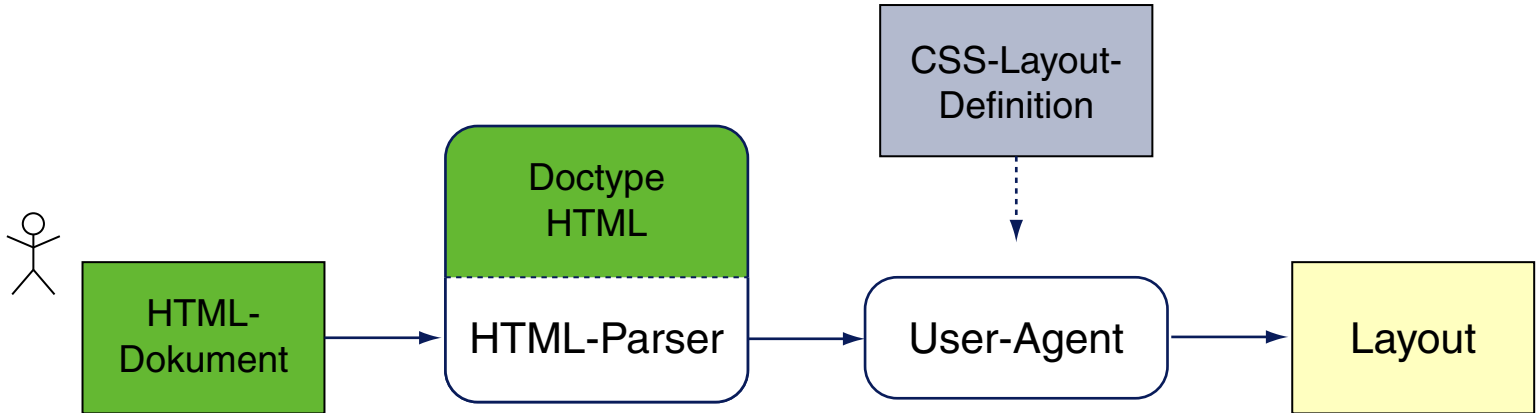 CSS-Layout-
Definition
Doctype
HTML
HTML-
Dokument
HTML-Parser
User-Agent
Layout